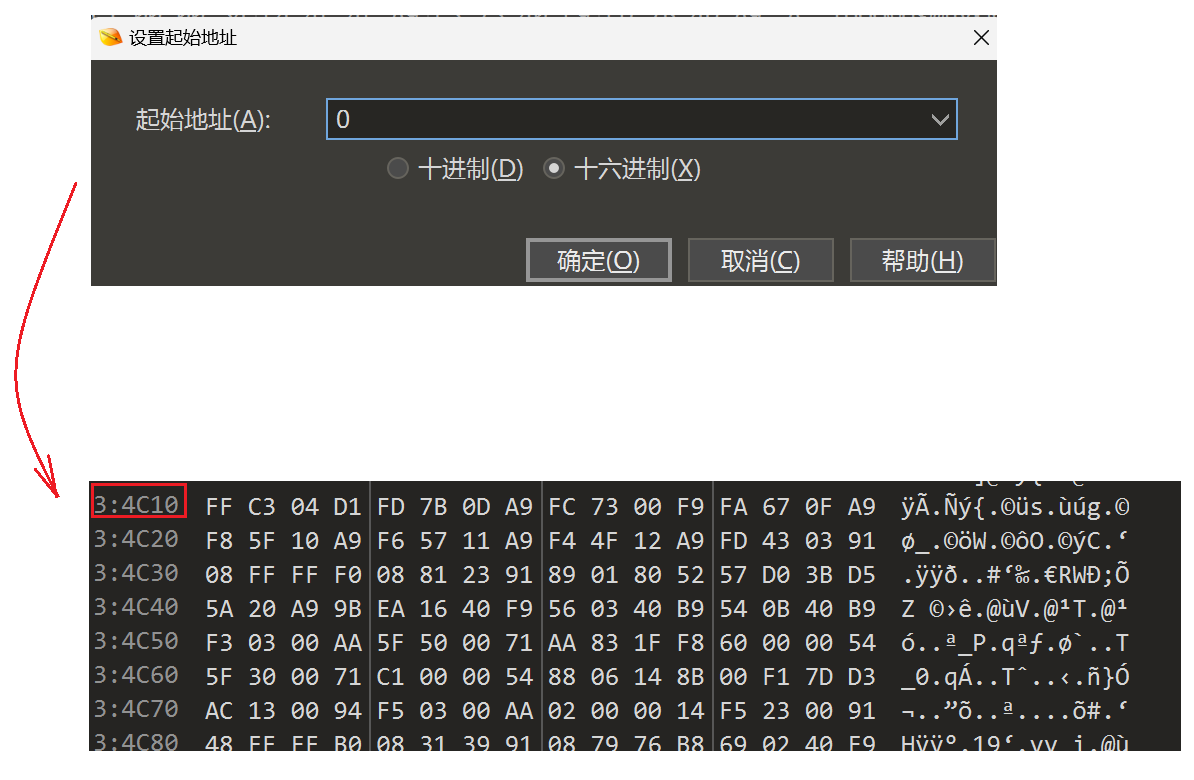 设置起始地址
起始地址(A):
0
十进制(D) 十六进制(X)
确定(O) 取消(C) 帮助(H)
3:4C10 FF C3 04 D1 FD 7B 0D A9 FC 73 00 F9 FA 67 0F A9 ÿÃ.Ñý{.©üs.ùúg.©
3:4C20 F8 5F 10 A9 F6 57 11 A9 F4 4F 12 A9 FD 43 03 91 ø_.©öW.©ôO.©ýC.‘
3:4C30 08 FF FF F0 08 81 23 91 89 01 80 52 57 D0 3B D5 .ÿÿð..#‘‰.€RWÐ;Õ
3:4C40 5A 20 A9 9B EA 16 40 F9 56 03 40 B9 54 0B 40 B9 Z ©›ê.@ùV.@¹T.@¹
3:4C50 F3 03 00 AA 5F 50 00 71 AA 83 1F F8 60 00 00 54 ó..ª_P.qªƒ.ø`..T
3:4C60 5F 30 00 71 C1 00 00 54 88 06 14 8B 00 F1 7D D3 _0.qÁ..Tˆ..‹.ñ}Ó
3:4C70 AC 13 00 94 F5 03 00 AA 02 00 00 14 F5 23 00 91 ¬..”õ..ª....õ#.‘
3:4C80 48 FF FF B0 08 31 39 91 08 79 76 B8 69 02 40 F9